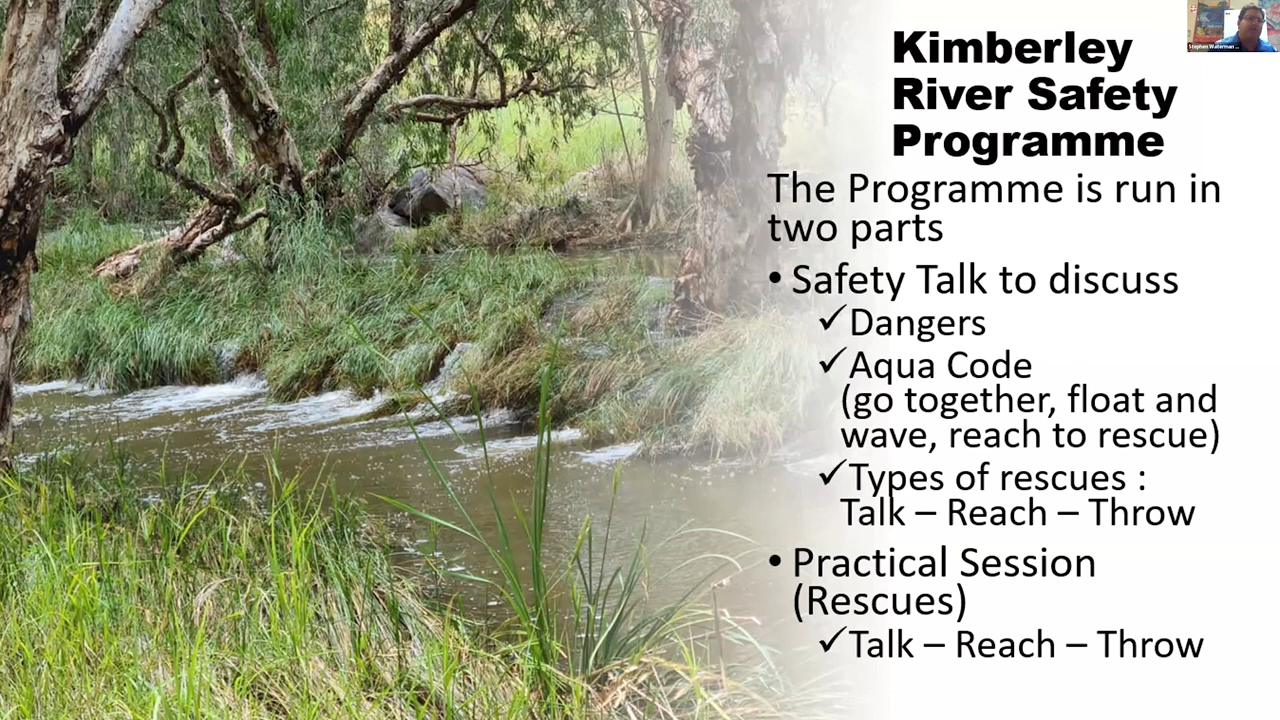 Stephen Waterman ...
Kimberley
River Safety
Programme
The Programme is run in
two parts
• Safety Talk to discuss
✓Dangers
✓Aqua Code
(go together, float and
wave, reach to rescue)
✓Types of rescues :
Talk – Reach – Throw
• Practical Session
(Rescues)
✓Talk – Reach – Throw